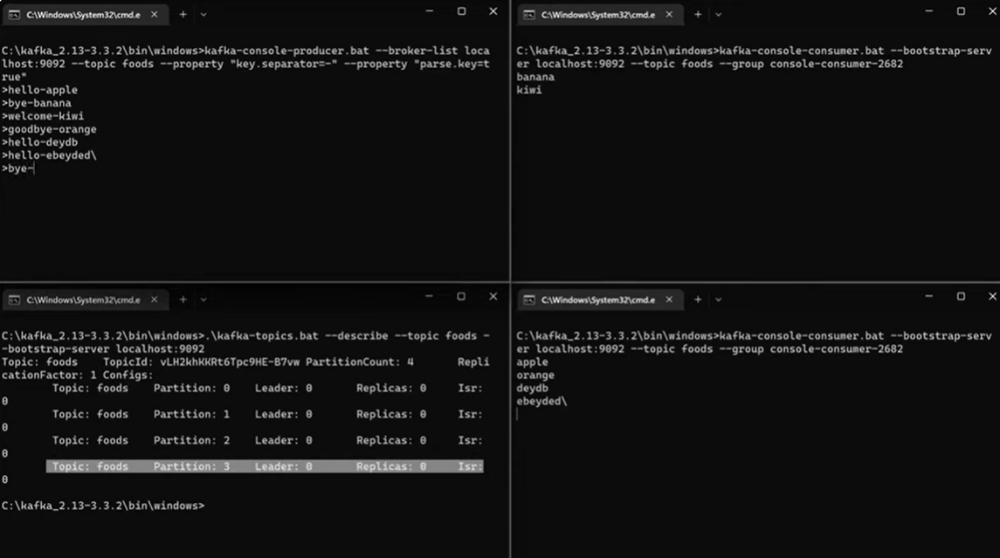 C:\Windows\System32\cmd.e
C:\kafka_2.13-3.3.2\bin\windows>kafka-console-producer.bat --broker-list loca
lhost:9092 --topic foods --property "key.separator=-" --property "parse.key=t
rue"
>hello-apple
>bye-banana
>welcome-kiwi
>goodbye-orange
>hello-deydb
>hello-ebeyded\
>bye-
C:\Windows\System32\cmd.e
C:\kafka_2.13-3.3.2\bin\windows>kafka-console-consumer.bat --bootstrap-serv
er localhost:9092 --topic foods --group console-consumer-2682
banana
kiwi
C:\Windows\System32\cmd.e
C:\kafka_2.13-3.3.2\bin\windows>.\kafka-topics.bat --describe --topic foods -
-bootstrap-server localhost:9092
Topic: foods TopicId: vLH2khKKRt6Tpc9HE-B7vw PartitionCount: 4 Repli
cationFactor: 1 Configs:
Topic: foods Partition: 0 Leader: 0 Replicas: 0 Isr:
0
Topic: foods Partition: 1 Leader: 0 Replicas: 0 Isr:
0
Topic: foods Partition: 2 Leader: 0 Replicas: 0 Isr:
0
Topic: foods Partition: 3 Leader: 0 Replicas: 0 Isr:
0
C:\kafka_2.13-3.3.2\bin\windows>
C:\Windows\System32\cmd.e
C:\kafka_2.13-3.3.2\bin\windows>kafka-console-consumer.bat --bootstrap-serv
er localhost:9092 --topic foods --group console-consumer-2682
apple
orange
deydb
ebeyded\